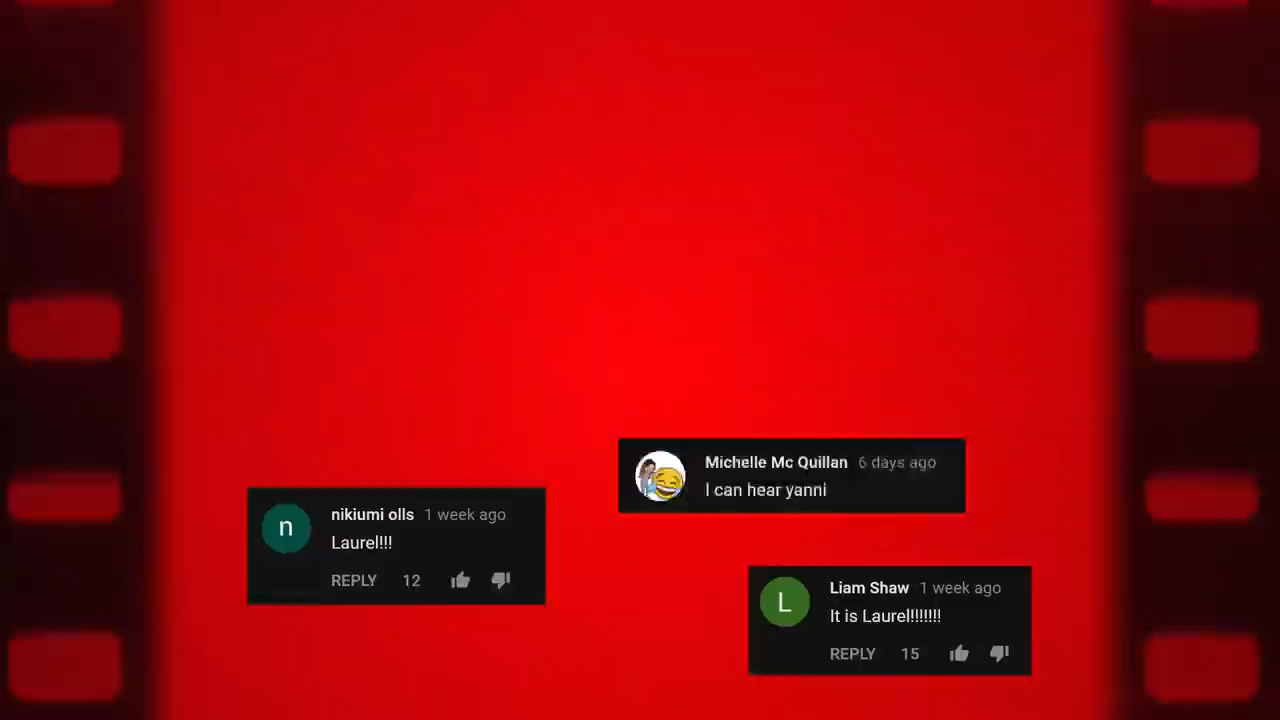 Michelle Mc Quillan 6 days ago
I can hear yanni
n
nikiumi olls 1 week ago
Laurel!!!
REPLY 12
L
Liam Shaw 1 week ago
It is Laurel!!!!!!!
REPLY 15